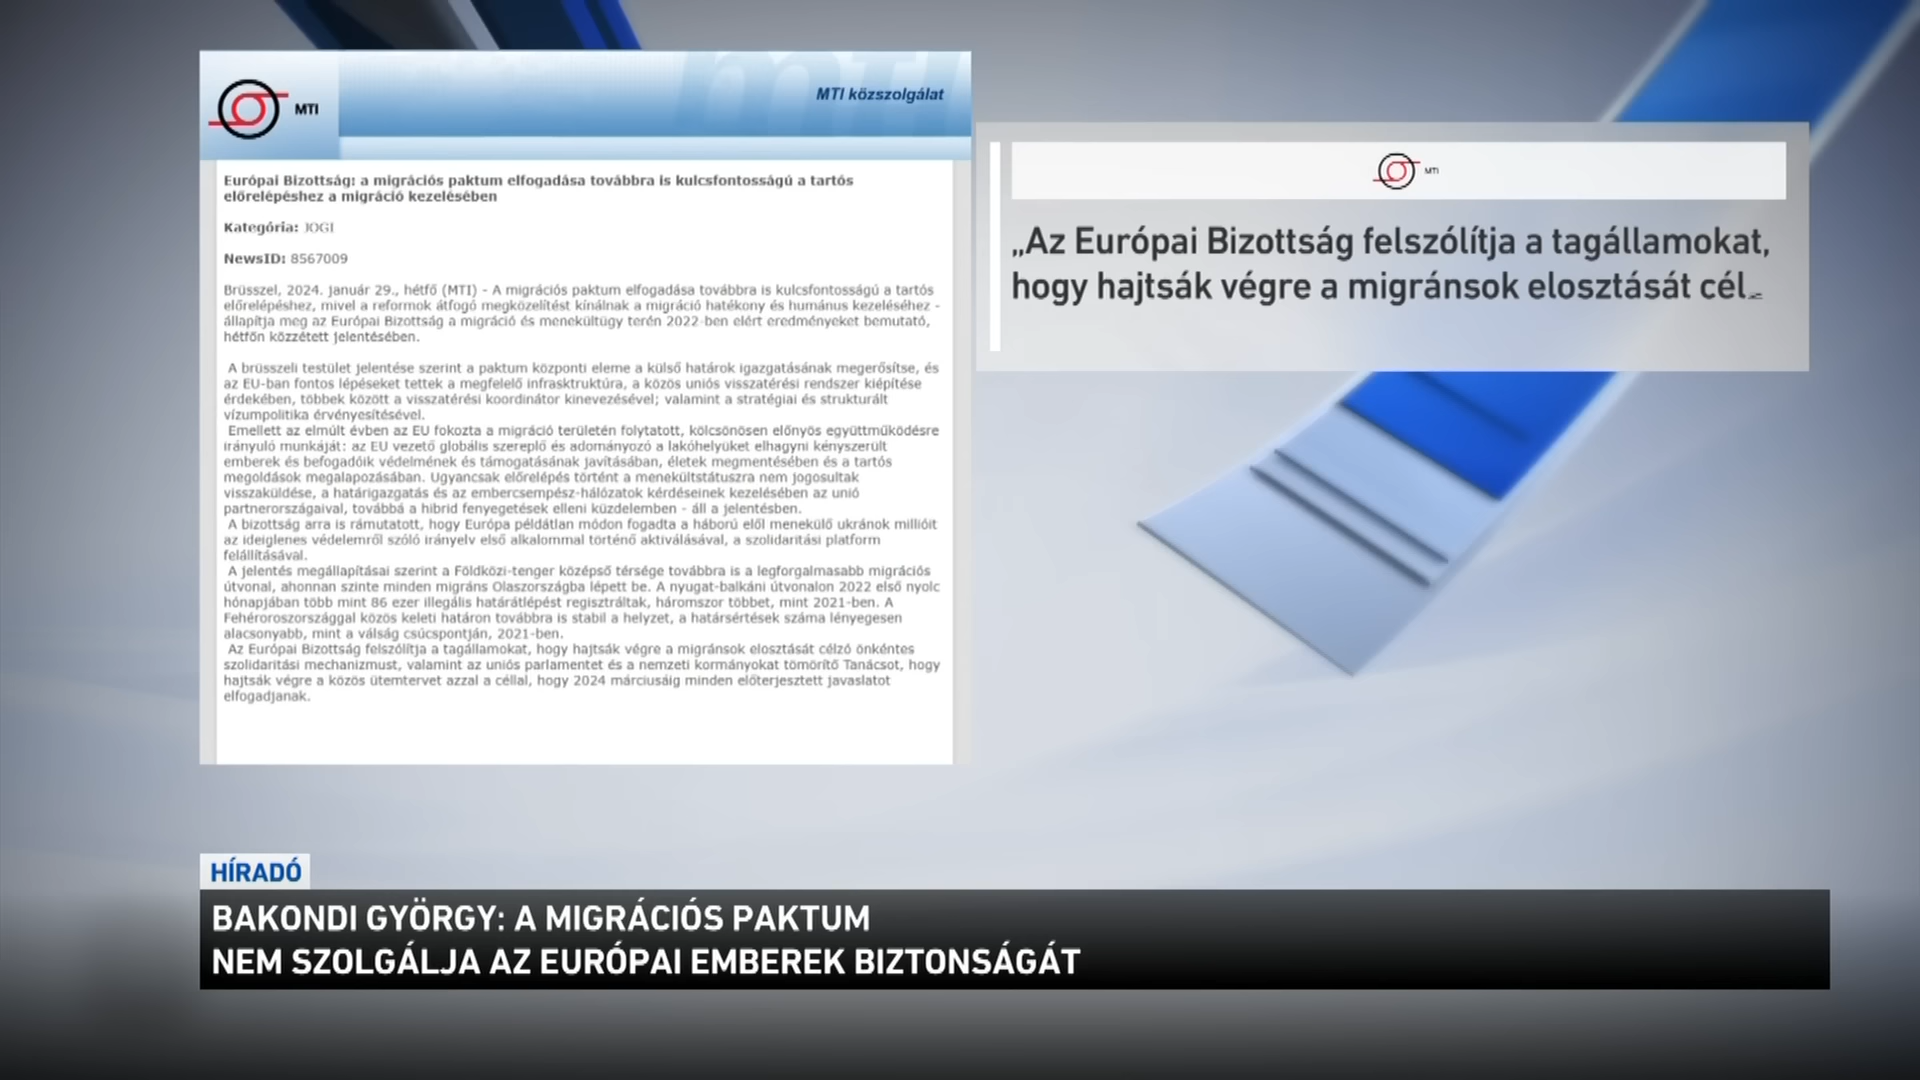 MTI
MTI közszolgálat
Európai Bizottság: a migrációs paktum elfogadása továbbra is kulcsfontosságú a tartós
előrelépéshez a migráció kezelésében
Kategória: JOGI
NewsID: 8567009
Brüsszel, 2024. január 29., hétfő (MTI) - A migrációs paktum elfogadása továbbra is kulcsfontosságú a tartós
előrelépéshez, mivel a reformok átfogó megközelítést kínálnak a migráció hatékony és humánus kezeléséhez -
állapítja meg az Európai Bizottság a migráció és menekültügy terén 2022-ben elért eredményeket bemutató,
hétfőn közzétett jelentésében.
A brüsszeli testület jelentése szerint a paktum központi eleme a külső határok igazgatásának megerősítse, és
az EU-ban fontos lépéseket tettek a megfelelő infrasktruktúra, a közös uniós visszatérési rendszer kiépítése
érdekében, többek között a visszatérési koordinátor kinevezésével; valamint a stratégiai és strukturált
vízumpolitika érvényesítésével.
Emellett az elmúlt évben az EU fokozta a migráció területén folytatott, kölcsönösen előnyös együttműködésre
irányuló munkáját: az EU vezető globális szereplő és adományozó a lakóhelyüket elhagyni kényszerült
emberek és befogadóik védelmének és támogatásának javításában, életek megmentésében és a tartós
megoldások megalapozásában. Ugyancsak előrelépés történt a menekültstátuszra nem jogosultak
visszaküldése, a határigazgatás és az embercsempész-hálózatok kérdéseinek kezelésében az unió
partnerországaival, továbbá a hibrid fenyegetések elleni küzdelemben - áll a jelentésben.
A bizottság arra is rámutatott, hogy Európa példátlan módon fogadta a háború elől menekülő ukránok millióit
az ideiglenes védelemről szóló irányelv első alkalommal történő aktiválásával, a szolidaritási platform
felállításával.
A jelentés megállapításai szerint a Földközi-tenger középső térsége továbbra is a legforgalmasabb migrációs
útvonal, ahonnan szinte minden migráns Olaszországba lépett be. A nyugat-balkáni útvonalon 2022 első nyolc
hónapjában több mint 86 ezer illegális határátlépést regisztráltak, háromszor többet, mint 2021-ben. A
Fehéroroszországgal közös keleti határon továbbra is stabil a helyzet, a határsértések száma lényegesen
alacsonyabb, mint a válság csúcspontján, 2021-ben.
Az Európai Bizottság felszólítja a tagállamokat, hogy hajtsák végre a migránsok elosztását célzó önkéntes
szolidaritási mechanizmust, valamint az uniós parlamentet és a nemzeti kormányokat tömörítő Tanácsot, hogy
hajtsák végre a közös ütemtervet azzal a céllal, hogy 2024 márciusáig minden előterjesztett javaslatot
elfogadjanak.
MTI
„Az Európai Bizottság felszólítja a tagállamokat,
hogy hajtsák végre a migránsok elosztását cél
HÍRADÓ
BAKONDI GYÖRGY: A MIGRÁCIÓS PAKTUM
NEM SZOLGÁLJA AZ EURÓPAI EMBEREK BIZTONSÁGÁT